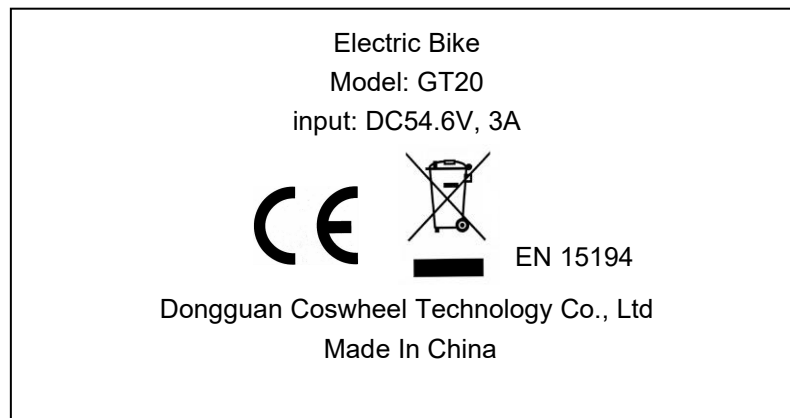 Electric Bike
Model: GT20
input: DC54.6V, 3A
CE
EN 15194
Dongguan Coswheel Technology Co., Ltd
Made In China